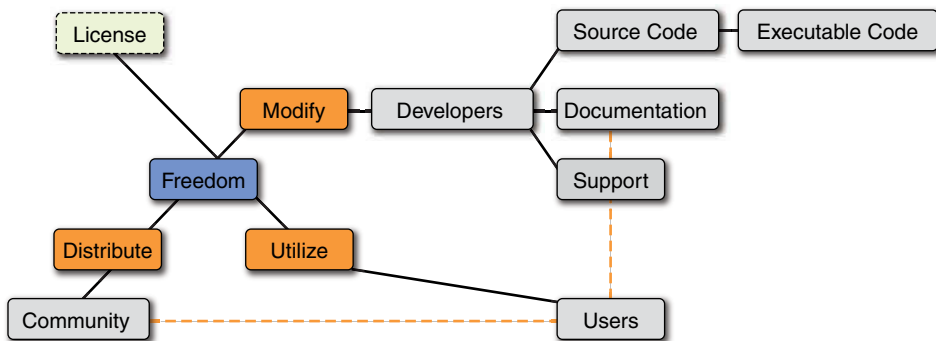 License
Source Code
Executable Code
Modify
Developers
Documentation
Freedom
Support
Distribute
Utilize
Community
Users